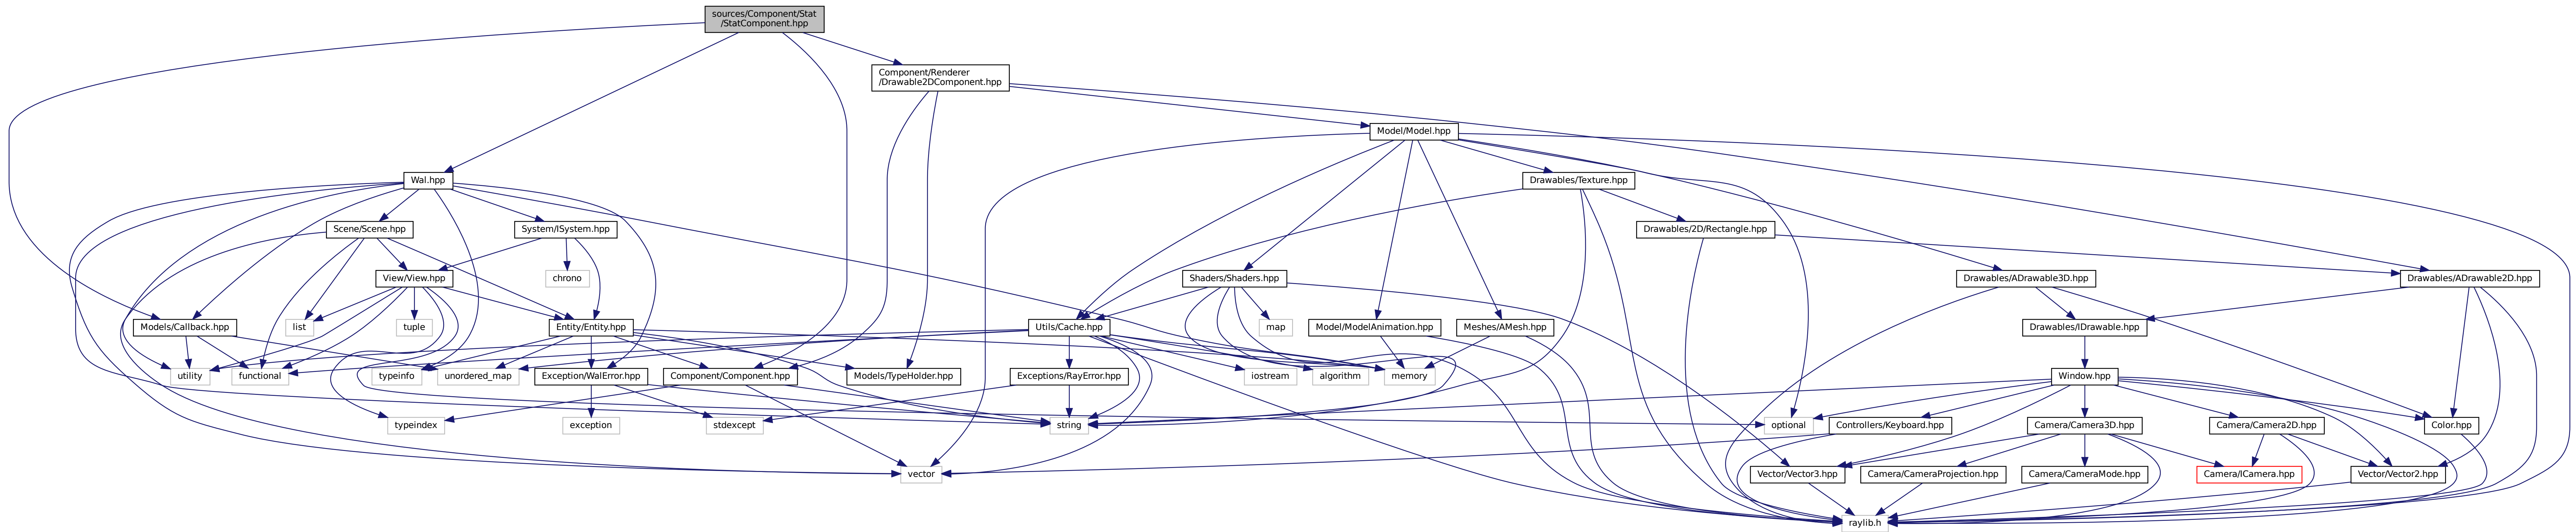 sources/Component/Stat
/StatComponent.hpp
Component/Renderer
/Drawable2DComponent.hpp
Model/Model.hpp
Wal.hpp
Drawables/Texture.hpp
Scene/Scene.hpp
System/ISystem.hpp
Drawables/2D/Rectangle.hpp
View/View.hpp
chrono
Shaders/Shaders.hpp
Drawables/ADrawable3D.hpp
Drawables/ADrawable2D.hpp
Models/Callback.hpp
list
tuple
Entity/Entity.hpp
Utils/Cache.hpp
map
Model/ModelAnimation.hpp
Meshes/AMesh.hpp
Drawables/IDrawable.hpp
utility
functional
typeinfo
unordered_map
Exception/WalError.hpp
Component/Component.hpp
Models/TypeHolder.hpp
Exceptions/RayError.hpp
iostream
algorithm
memory
Window.hpp
typeindex
exception
stdexcept
string
optional
Controllers/Keyboard.hpp
Camera/Camera3D.hpp
Camera/Camera2D.hpp
Color.hpp
vector
Vector/Vector3.hpp
Camera/CameraProjection.hpp
Camera/CameraMode.hpp
Camera/ICamera.hpp
Vector/Vector2.hpp
raylib.h